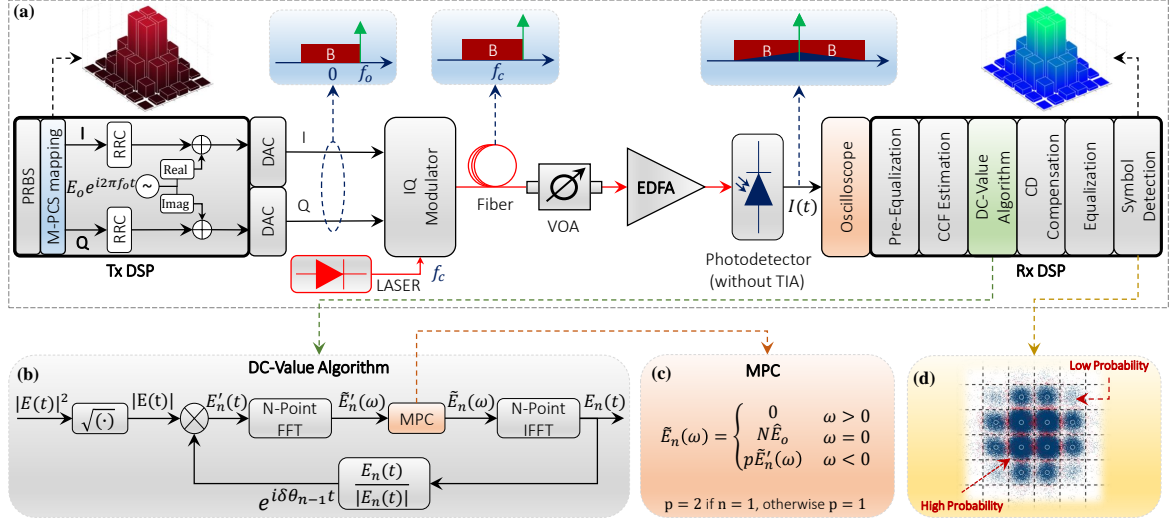 (a)
B
0
f_o
B
f_c
B
B
PRBS
M-PCS mapping
I
Q
RRC
RRC
E_o e^{i2πf_o t}
~
Real
Imag
Tx DSP
DAC
DAC
I
Q
IQ
Modulator
LASER
f_c
Fiber
VOA
EDFA
I(t)
Photodetector
(without TIA)
Oscilloscope
Pre-Equalization
CCF Estimation
DC-Value
Algorithm
CD
Compensation
Equalization
Symbol
Detection
Rx DSP
(b)
DC-Value Algorithm
|E(t)|^2
√(·)
|E(t)|
E′_n(t)
N-Point
FFT
Ẽ′_n(ω)
MPC
Ẽ_n(ω)
N-Point
IFFT
E_n(t)
e^{iδθ_{n−1}t}
E_n(t)
|E_n(t)|
(c)
MPC
Ẽ_n(ω) = {
0 ω > 0
NÊ_o ω = 0
pẼ′_n(ω) ω < 0
p = 2 if n = 1, otherwise p = 1
(d)
Low Probability
High Probability